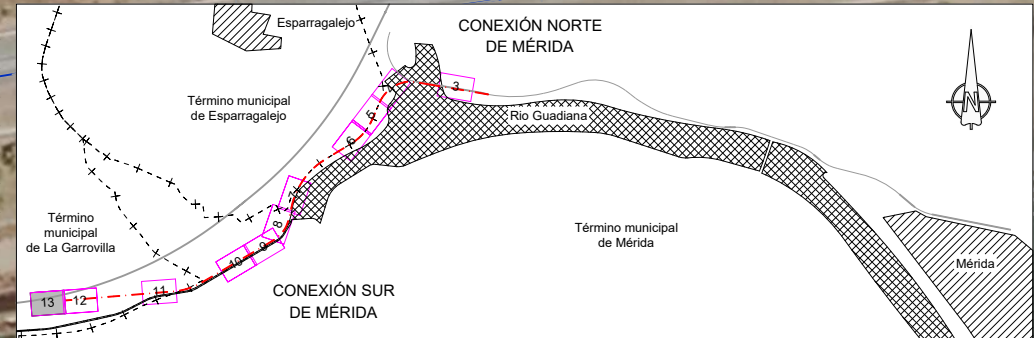 Esparragalejo
CONEXIÓN NORTE
DE MÉRIDA
Término municipal
de Esparragalejo
3
5
6
Rio Guadiana
N
7
8
9
10
11
12
13
Término
municipal
de La Garrovilla
Término municipal
de Mérida
Mérida
CONEXIÓN SUR
DE MÉRIDA